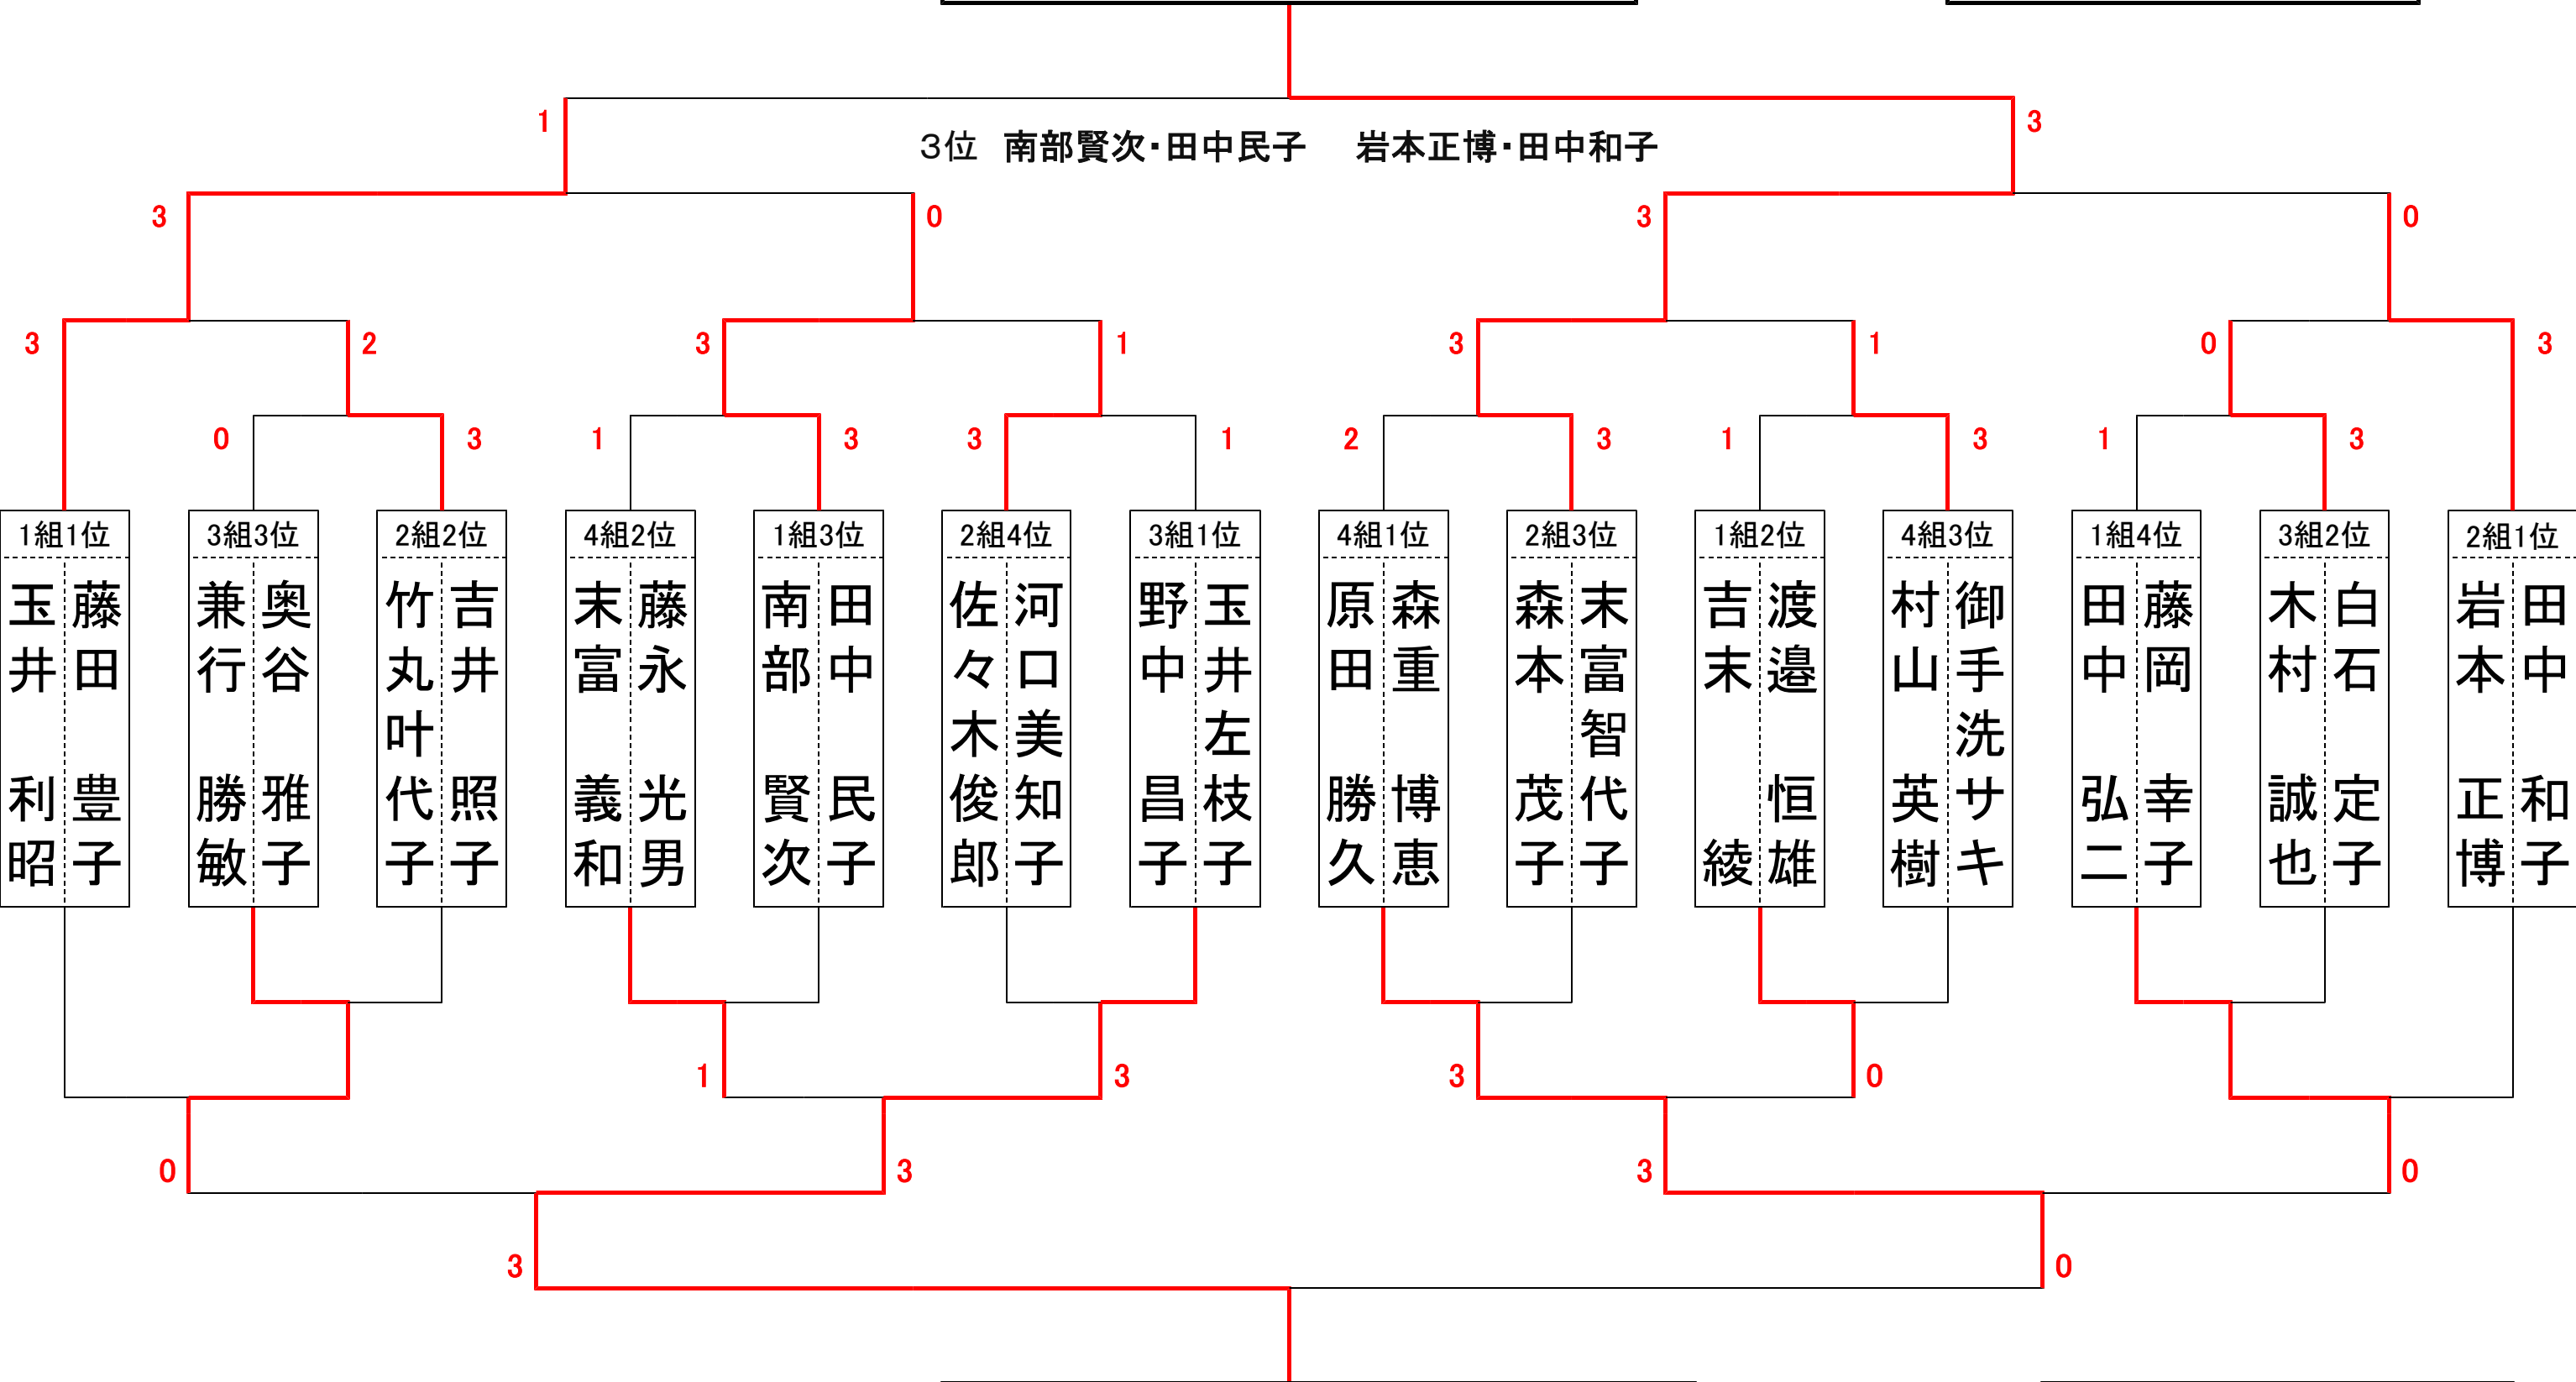 1 3
3位 南部賢次・田中民子 岩本正博・田中和子
3 0 3 0
3 2 3 1 3 1 0 3
0 3 1 3 3 1 2 3 1 3 1 3
1組1位 3組3位 2組2位 4組2位 1組3位 2組4位 3組1位 4組1位 2組3位 1組2位 4組3位 1組4位 3組2位 2組1位
玉井 利昭
藤田 豊子
兼行 勝敏
奥谷 雅子
竹丸叶代子
吉井 照子
末富 義和
藤永 光男
南部 賢次
田中 民子
佐々木俊郎
河口美知子
野中 昌子
玉井左枝子
原田 勝久
森重 博恵
森本 茂子
末富智代子
吉末 綾
渡邉 恒雄
村山 英樹
御手洗サキ
田中 弘二
藤岡 幸子
木村 誠也
白石 定子
岩本 正博
田中 和子
1 3 3 0
0 3 3 0
3 0